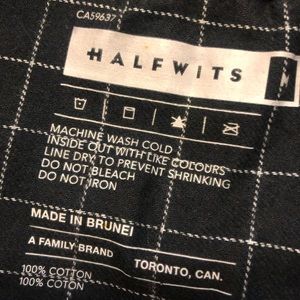 CA59637
HALFWITS
M
MACHINE WASH COLD
INSIDE OUT WITH LIKE COLOURS
LINE DRY TO PREVENT SHRINKING
DO NOT BLEACH
DO NOT IRON
MADE IN BRUNEI
A FAMILY BRAND TORONTO, CAN.
100% COTTON
100% COTON